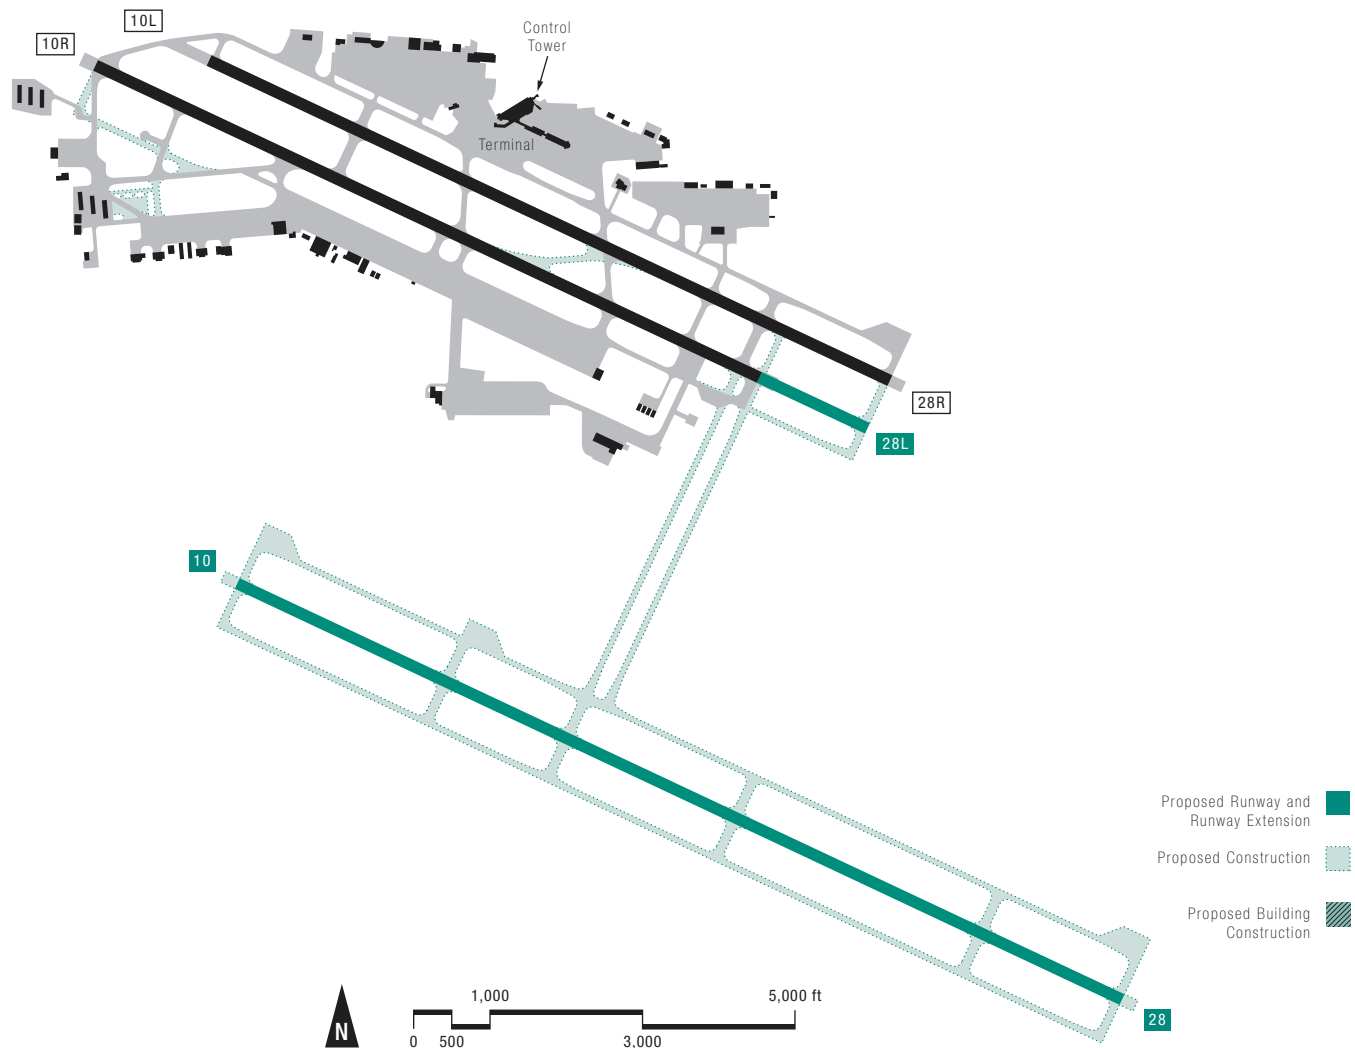 10L
10R
Control
Tower
Terminal
28R
28L
10
Proposed Runway and
Runway Extension
Proposed Construction
Proposed Building
Construction
1,000
5,000 ft
N
0
500
3,000
28